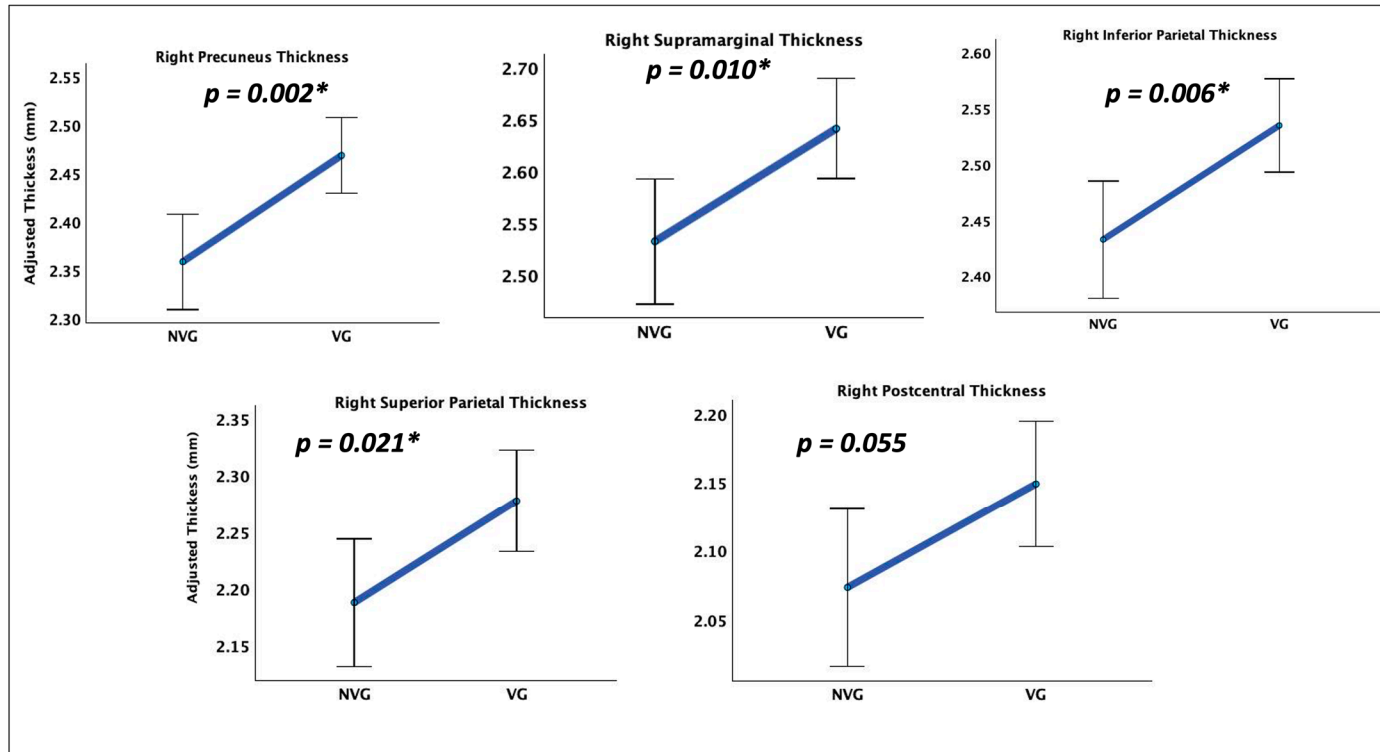 Right Precuneus Thickness
p = 0.002*
Adjusted Thickess (mm)
2.55
2.50
2.45
2.40
2.35
2.30
NVG VG
Right Supramarginal Thickness
p = 0.010*
2.70
2.65
2.60
2.55
2.50
NVG VG
Right Inferior Parietal Thickness
p = 0.006*
2.60
2.55
2.50
2.45
2.40
NVG VG
Right Superior Parietal Thickness
p = 0.021*
Adjusted Thickess (mm)
2.35
2.30
2.25
2.20
2.15
NVG VG
Right Postcentral Thickness
p = 0.055
2.20
2.15
2.10
2.05
NVG VG